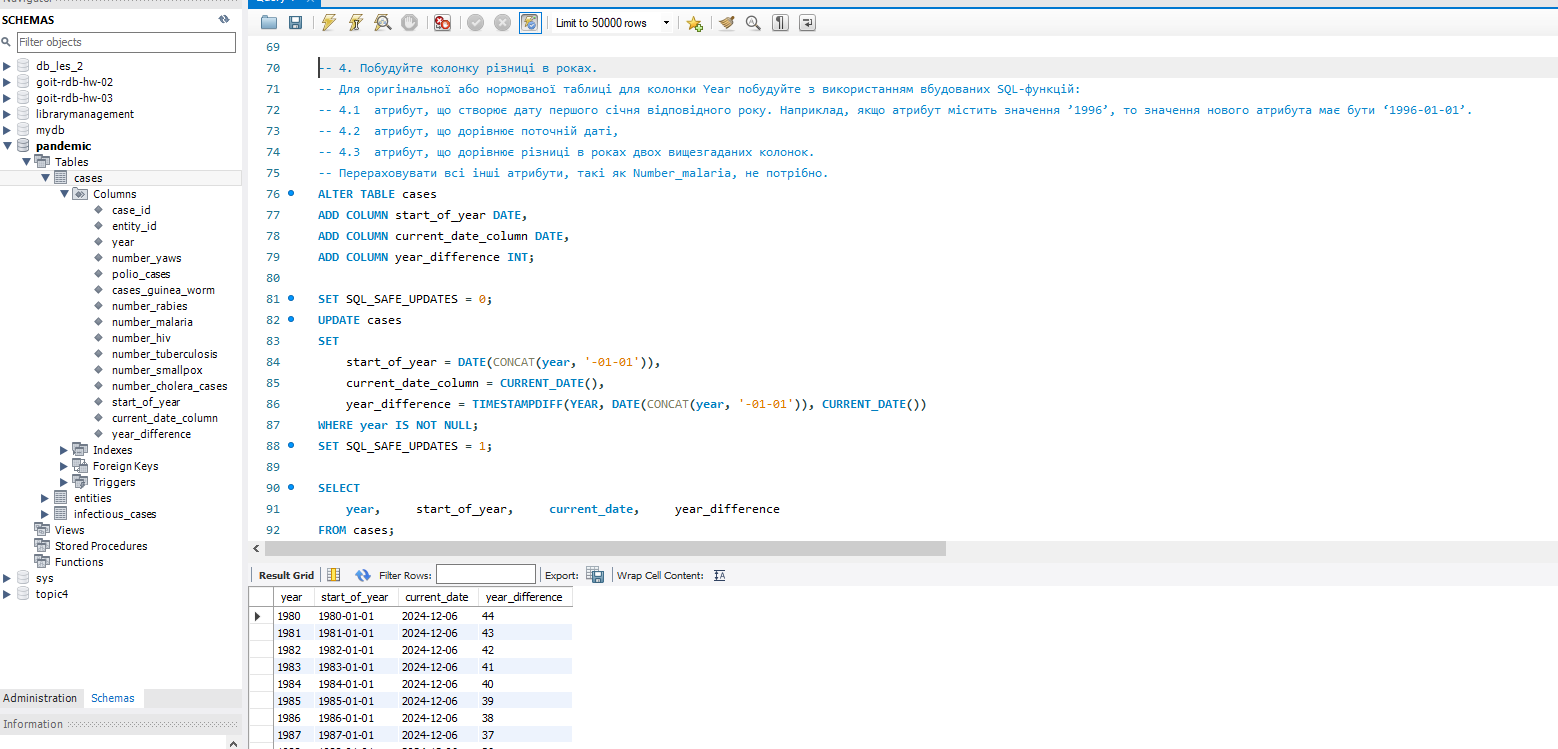 SCHEMAS
Filter objects
db_les_2
goit-rdb-hw-02
goit-rdb-hw-03
librarymanagement
mydb
pandemic
Tables
cases
Columns
case_id
entity_id
year
number_yaws
polio_cases
cases_guinea_worm
number_rabies
number_malaria
number_hiv
number_tuberculosis
number_smallpox
number_cholera_cases
start_of_year
current_date_column
year_difference
Indexes
Foreign Keys
Triggers
entities
infectious_cases
Views
Stored Procedures
Functions
sys
topic4
Administration Schemas
Information
Limit to 50000 rows
69
70 -- 4. Побудуйте колонку різниці в роках.
71 -- Для оригінальної або нормованої таблиці для колонки Year побудуйте з використанням вбудованих SQL-функцій:
72 -- 4.1 атрибут, що створює дату першого січня відповідного року. Наприклад, якщо атрибут містить значення ’1996’, то значення нового атрибута має бути ‘1996-01-01’.
73 -- 4.2 атрибут, що дорівнює поточній даті,
74 -- 4.3 атрибут, що дорівнює різниці в роках двох вищезгаданих колонок.
75 -- Перераховувати всі інші атрибути, такі як Number_malaria, не потрібно.
76 ALTER TABLE cases
77 ADD COLUMN start_of_year DATE,
78 ADD COLUMN current_date_column DATE,
79 ADD COLUMN year_difference INT;
80
81 SET SQL_SAFE_UPDATES = 0;
82 UPDATE cases
83 SET
84 start_of_year = DATE(CONCAT(year, '-01-01')),
85 current_date_column = CURRENT_DATE(),
86 year_difference = TIMESTAMPDIFF(YEAR, DATE(CONCAT(year, '-01-01')), CURRENT_DATE())
87 WHERE year IS NOT NULL;
88 SET SQL_SAFE_UPDATES = 1;
89
90 SELECT
91 year, start_of_year, current_date, year_difference
92 FROM cases;
Result Grid Filter Rows: Export: Wrap Cell Content:
year start_of_year current_date year_difference
1980 1980-01-01 2024-12-06 44
1981 1981-01-01 2024-12-06 43
1982 1982-01-01 2024-12-06 42
1983 1983-01-01 2024-12-06 41
1984 1984-01-01 2024-12-06 40
1985 1985-01-01 2024-12-06 39
1986 1986-01-01 2024-12-06 38
1987 1987-01-01 2024-12-06 37